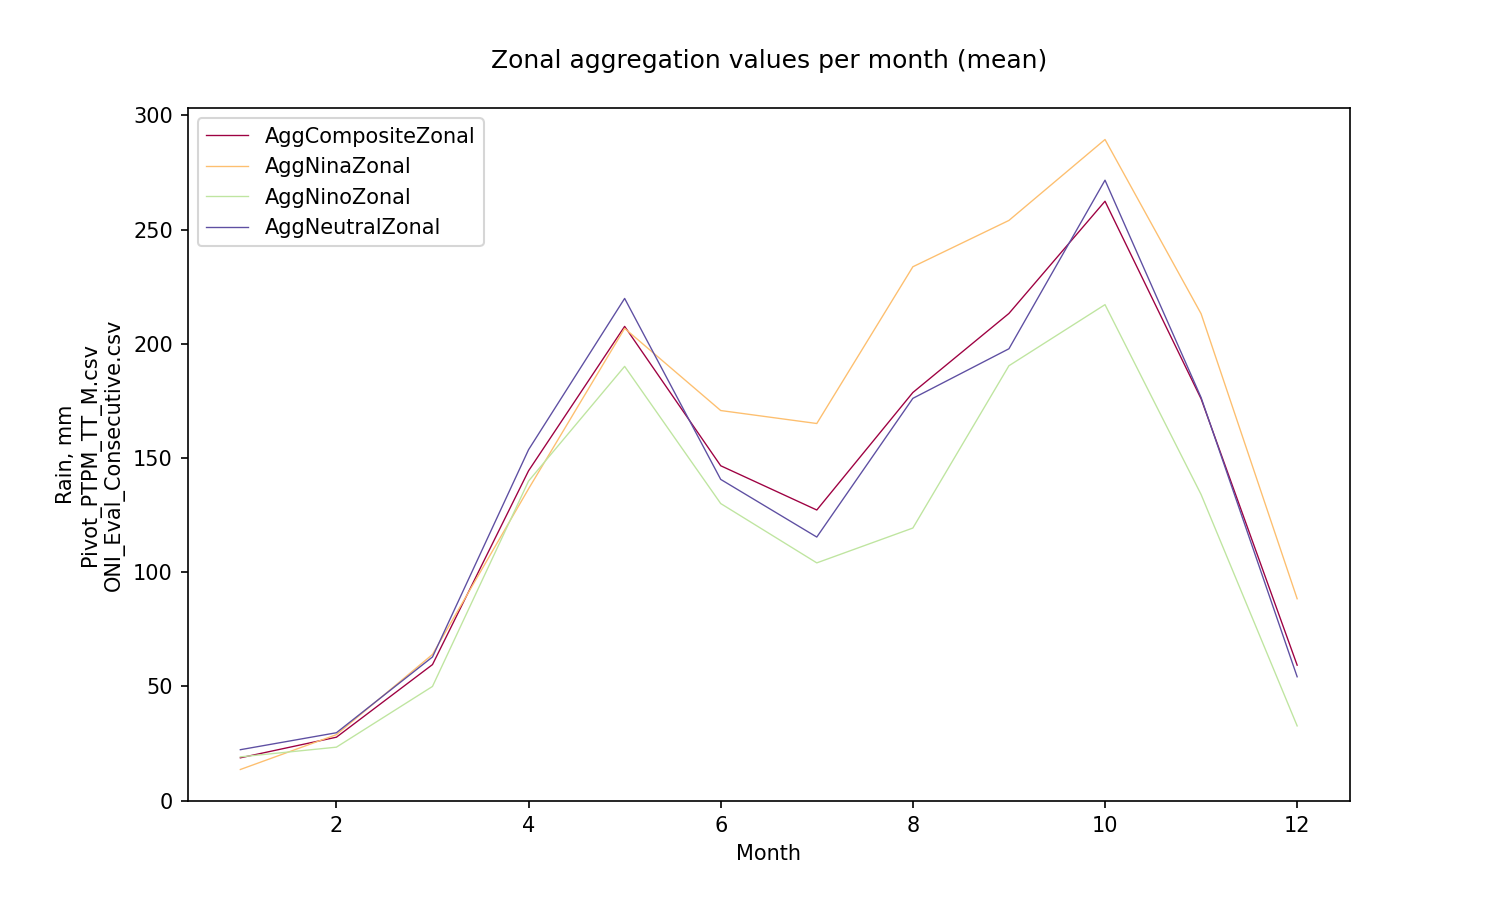 Zonal aggregation values per month (mean)
Rain, mm
Pivot_PTPM_TT_M.csv
ONI_Eval_Consecutive.csv
300
250
200
150
100
50
0
AggCompositeZonal
AggNinaZonal
AggNinoZonal
AggNeutralZonal
2
4
6
8
10
12
Month